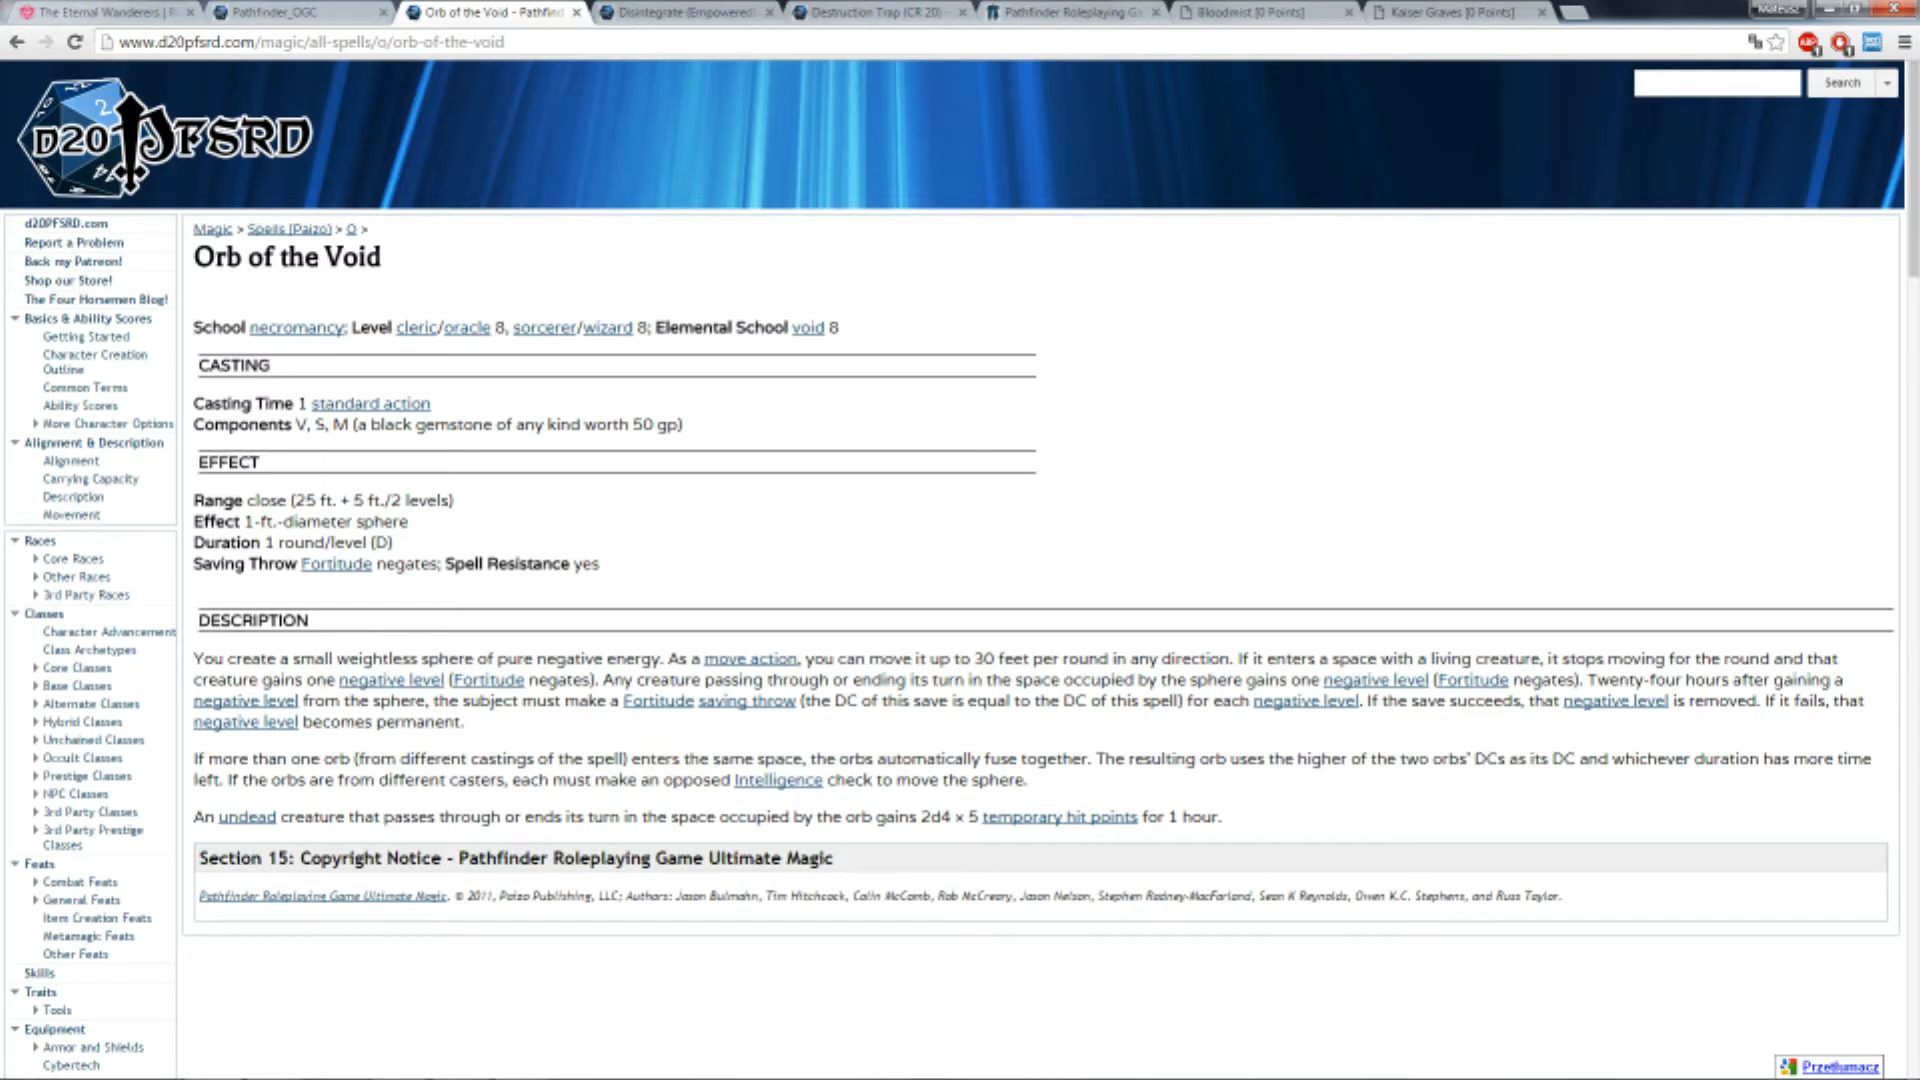 The Eternal Wanderers | R
Pathfinder_OGC
Orb of the Void - Pathfin
Disintegrate (Empowered)
Destruction Trap (CR 20) -
Pathfinder Roleplaying Ga
Bloodmist [0 Points]
Kaiser Graves [0 Points]
Mateusz
www.d20pfsrd.com/magic/all-spells/o/orb-of-the-void
D20PFSRD
Search
d20PFSRD.com
Report a Problem
Back my Patreon!
Shop our Store!
The Four Horsemen Blog!
Basics & Ability Scores
Getting Started
Character Creation
Outline
Common Terms
Ability Scores
More Character Options
Alignment & Description
Alignment
Carrying Capacity
Description
Movement
Races
Core Races
Other Races
3rd Party Races
Classes
Character Advancement
Class Archetypes
Core Classes
Base Classes
Alternate Classes
Hybrid Classes
Unchained Classes
Occult Classes
Prestige Classes
NPC Classes
3rd Party Classes
3rd Party Prestige
Classes
Feats
Combat Feats
General Feats
Item Creation Feats
Metamagic Feats
Other Feats
Skills
Traits
Tools
Equipment
Armor and Shields
Cybertech
Magic > Spells (Paizo) > O >
Orb of the Void
School necromancy; Level cleric/oracle 8, sorcerer/wizard 8; Elemental School void 8
CASTING
Casting Time 1 standard action
Components V, S, M (a black gemstone of any kind worth 50 gp)
EFFECT
Range close (25 ft. + 5 ft./2 levels)
Effect 1-ft.-diameter sphere
Duration 1 round/level (D)
Saving Throw Fortitude negates; Spell Resistance yes
DESCRIPTION
You create a small weightless sphere of pure negative energy. As a move action, you can move it up to 30 feet per round in any direction. If it enters a space with a living creature, it stops moving for the round and that
creature gains one negative level (Fortitude negates). Any creature passing through or ending its turn in the space occupied by the sphere gains one negative level (Fortitude negates). Twenty-four hours after gaining a
negative level from the sphere, the subject must make a Fortitude saving throw (the DC of this save is equal to the DC of this spell) for each negative level. If the save succeeds, that negative level is removed. If it fails, that
negative level becomes permanent.
If more than one orb (from different castings of the spell) enters the same space, the orbs automatically fuse together. The resulting orb uses the higher of the two orbs' DCs as its DC and whichever duration has more time
left. If the orbs are from different casters, each must make an opposed Intelligence check to move the sphere.
An undead creature that passes through or ends its turn in the space occupied by the orb gains 2d4 × 5 temporary hit points for 1 hour.
Section 15: Copyright Notice - Pathfinder Roleplaying Game Ultimate Magic
Pathfinder Roleplaying Game Ultimate Magic. © 2011, Paizo Publishing, LLC; Authors: Jason Bulmahn, Tim Hitchcock, Colin McComb, Rob McCreary, Jason Nelson, Stephen Radney-MacFarland, Sean K Reynolds, Owen K.C. Stephens, and Russ Taylor.
Przetłumacz